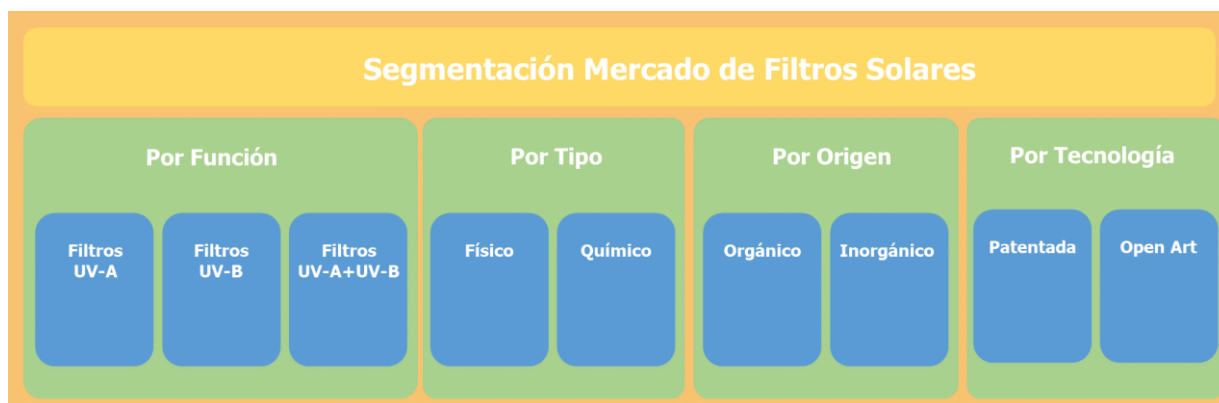 Segmentación Mercado de Filtros Solares
Por Función
Filtros
UV-A
Filtros
UV-B
Filtros
UV-A+UV-B
Por Tipo
Físico
Químico
Por Origen
Orgánico
Inorgánico
Por Tecnología
Patentada
Open Art